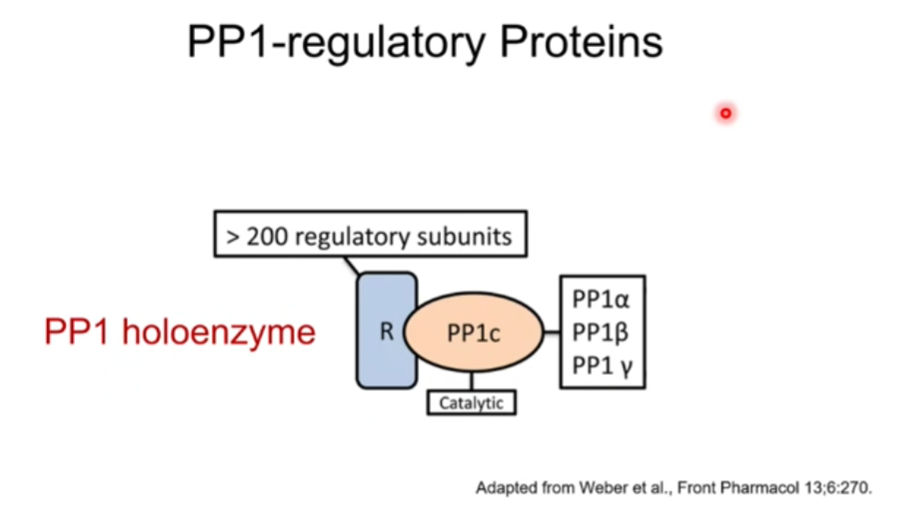 PP1-regulatory Proteins
> 200 regulatory subunits
PP1 holoenzyme
R
PP1c
PP1α
PP1β
PP1 γ
Catalytic
Adapted from Weber et al., Front Pharmacol 13;6:270.